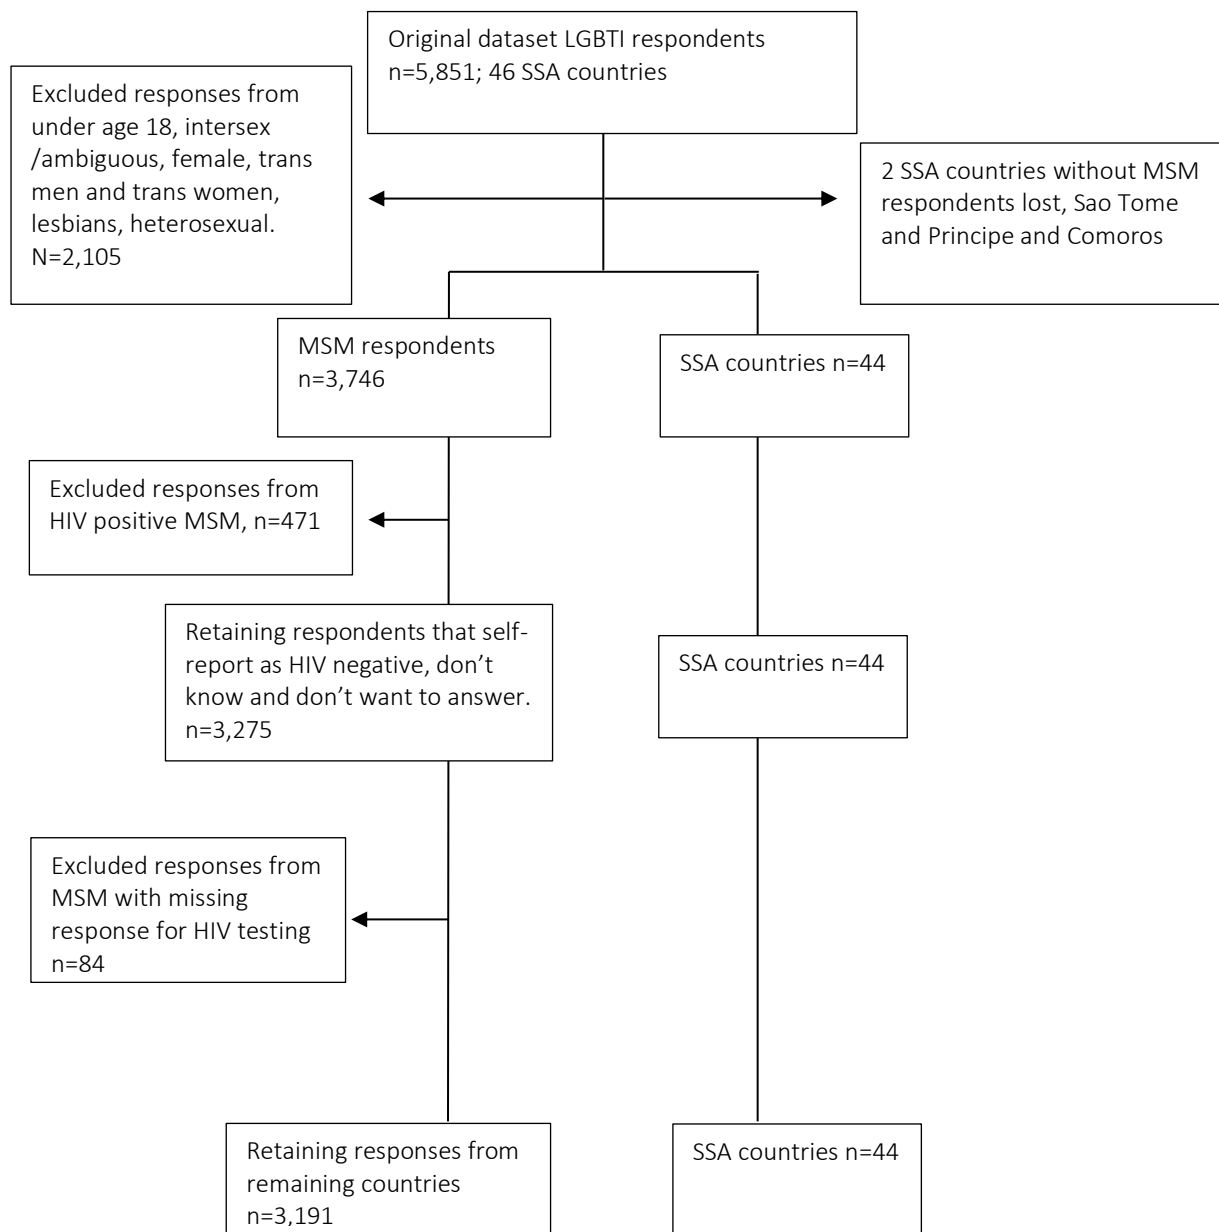 Original dataset LGBTI respondents
n=5,851; 46 SSA countries
Excluded responses from
under age 18, intersex
/ambiguous, female, trans
men and trans women,
lesbians, heterosexual.
N=2,105
2 SSA countries without MSM
respondents lost, Sao Tome
and Principe and Comoros
MSM respondents
n=3,746
SSA countries n=44
Excluded responses from
HIV positive MSM, n=471
Retaining respondents that self-
report as HIV negative, don’t
know and don’t want to answer.
n=3,275
SSA countries n=44
Excluded responses from
MSM with missing
response for HIV testing
n=84
Retaining responses from
remaining countries
n=3,191
SSA countries n=44